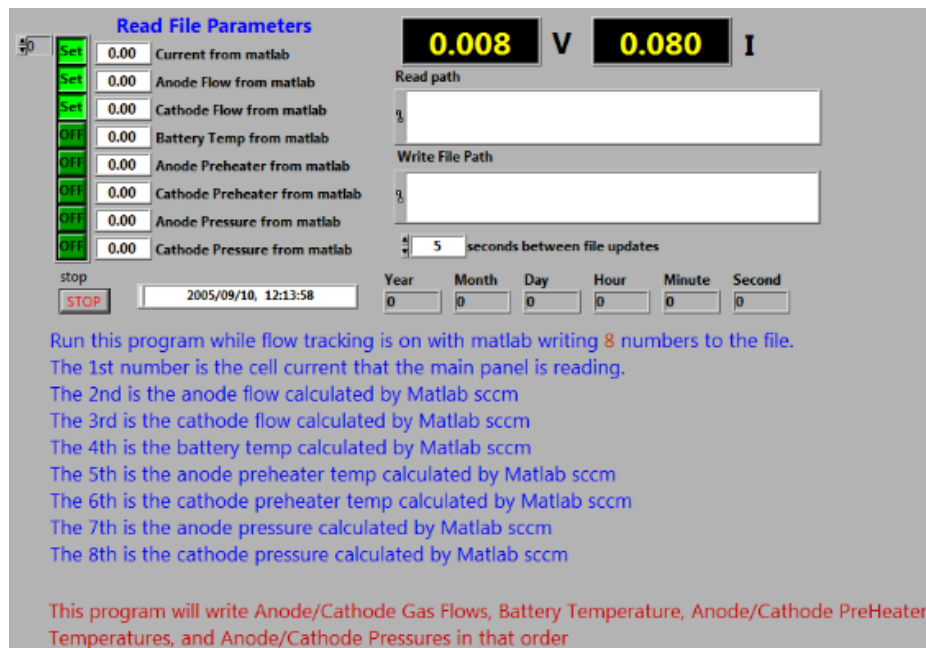 Read File Parameters
0
Set 0.00 Current from matlab
Set 0.00 Anode Flow from matlab
Set 0.00 Cathode Flow from matlab
OFF 0.00 Battery Temp from matlab
OFF 0.00 Anode Preheater from matlab
OFF 0.00 Cathode Preheater from matlab
OFF 0.00 Anode Pressure from matlab
OFF 0.00 Cathode Pressure from matlab
0.008 V 0.080 I
Read path
Write File Path
5 seconds between file updates
stop
STOP
2005/09/10, 12:13:58
Year Month Day Hour Minute Second
0 0 0 0 0 0
Run this program while flow tracking is on with matlab writing 8 numbers to the file.
The 1st number is the cell current that the main panel is reading.
The 2nd is the anode flow calculated by Matlab sccm
The 3rd is the cathode flow calculated by Matlab sccm
The 4th is the battery temp calculated by Matlab sccm
The 5th is the anode preheater temp calculated by Matlab sccm
The 6th is the cathode preheater temp calculated by Matlab sccm
The 7th is the anode pressure calculated by Matlab sccm
The 8th is the cathode pressure calculated by Matlab sccm
This program will write Anode/Cathode Gas Flows, Battery Temperature, Anode/Cathode PreHeater
Temperatures, and Anode/Cathode Pressures in that order